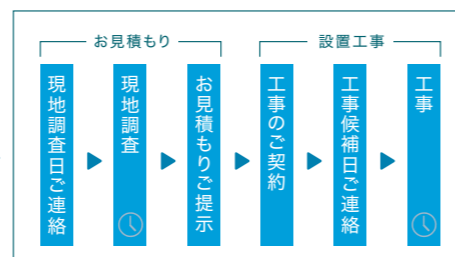 お見積もり
設置工事
現地調査日ご連絡
現地調査
お見積もりご提示
工事のご契約
工事候補日ご連絡
工事